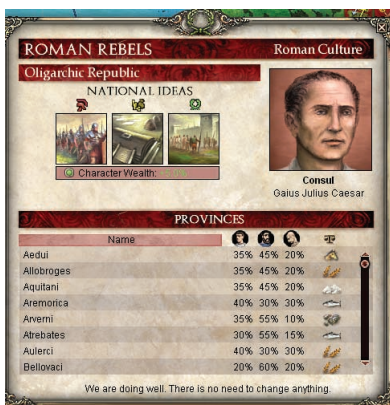 ROMAN REBELS Roman Culture
Oligarchic Republic
NATIONAL IDEAS
Character Wealth:
Consul
Gaius Julius Caesar
PROVINCES
Name
Aedui 35% 45% 20%
Allobroges 35% 45% 20%
Aquitani 35% 45% 20%
Aremorica 40% 30% 30%
Arverni 35% 55% 10%
Atrebates 30% 55% 15%
Aulerci 40% 30% 30%
Bellovaci 20% 60% 20%
We are doing well. There is no need to change anything.